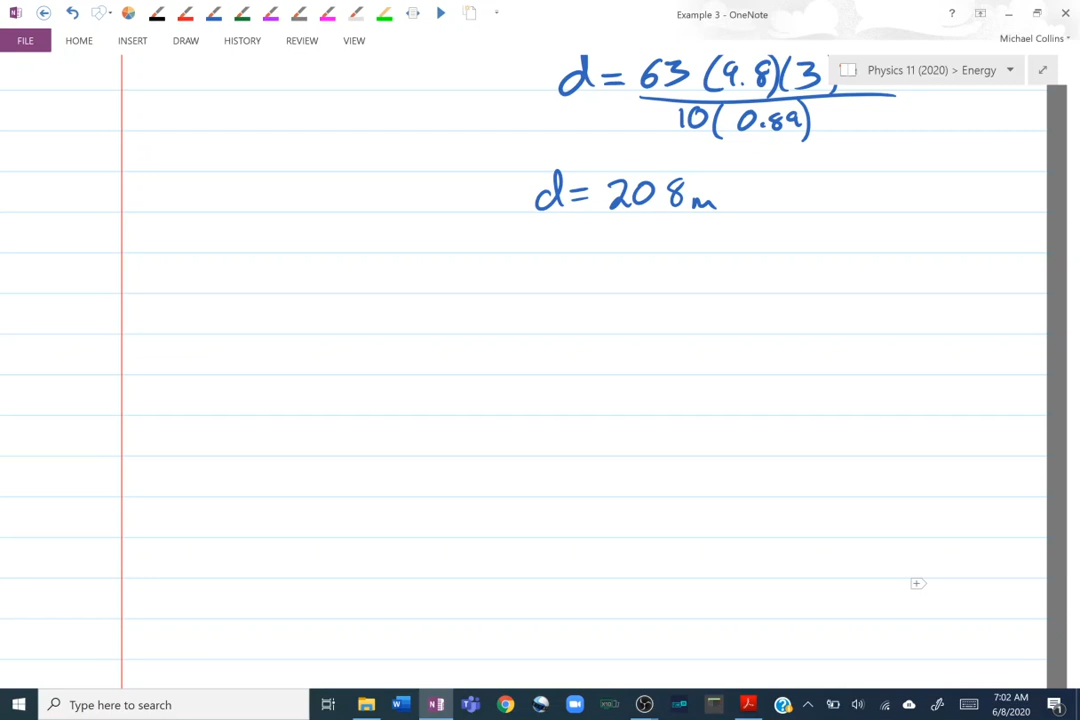 Example 3 - OneNote
?
FILE HOME INSERT DRAW HISTORY REVIEW VIEW
Michael Collins
Physics 11 (2020) > Energy
d = 63 (9.8)(3
10( 0.89)
d = 208m
Type here to search
7:02 AM
6/8/2020